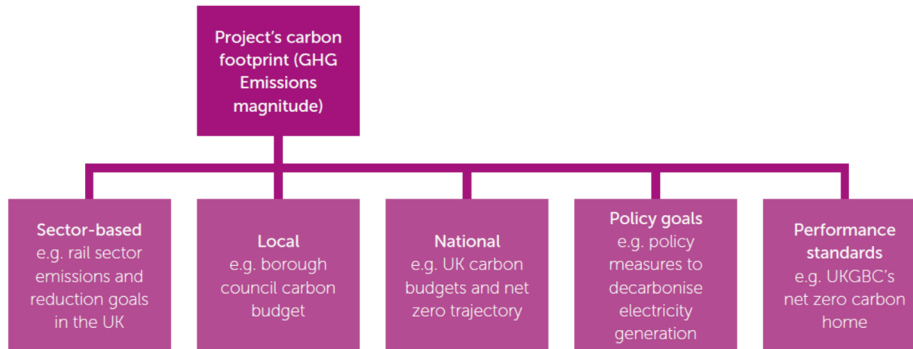 Project's carbon
footprint (GHG
Emissions
magnitude)
Sector-based
e.g. rail sector
emissions and
reduction goals
in the UK
Local
e.g. borough
council carbon
budget
National
e.g. UK carbon
budgets and net
zero trajectory
Policy goals
e.g. policy
measures to
decarbonise
electricity
generation
Performance
standards
e.g. UKGBC's
net zero carbon
home